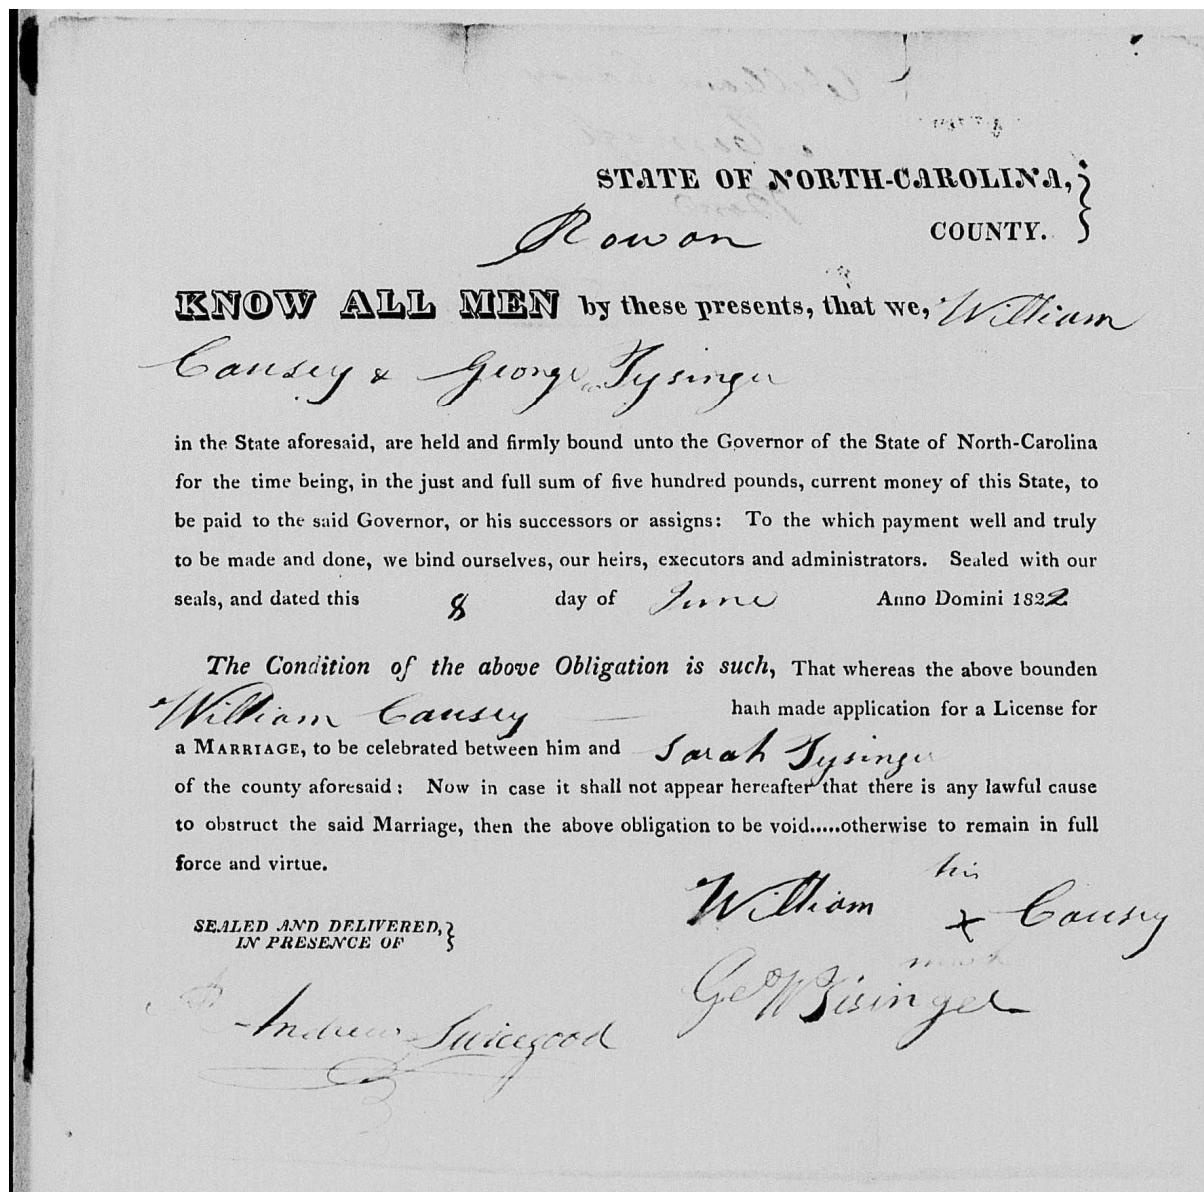 STATE OF NORTH-CAROLINA,
Rowan COUNTY.
KNOW ALL MEN by these presents, that we, William
Causey & George Tysinger
in the State aforesaid, are held and firmly bound unto the Governor of the State of North-Carolina
for the time being, in the just and full sum of five hundred pounds, current money of this State, to
be paid to the said Governor, or his successors or assigns: To the which payment well and truly
to be made and done, we bind ourselves, our heirs, executors and administrators. Sealed with our
seals, and dated this 8 day of June Anno Domini 1822
The Condition of the above Obligation is such, That whereas the above bounden
William Causey hath made application for a License for
a MARRIAGE, to be celebrated between him and Sarah Tysinger
of the county aforesaid: Now in case it shall not appear hereafter that there is any lawful cause
to obstruct the said Marriage, then the above obligation to be void.....otherwise to remain in full
force and virtue.
his
William X Causey
mark
SEALED AND DELIVERED,
IN PRESENCE OF
Geo W Tisinger
Andrew Swicegood